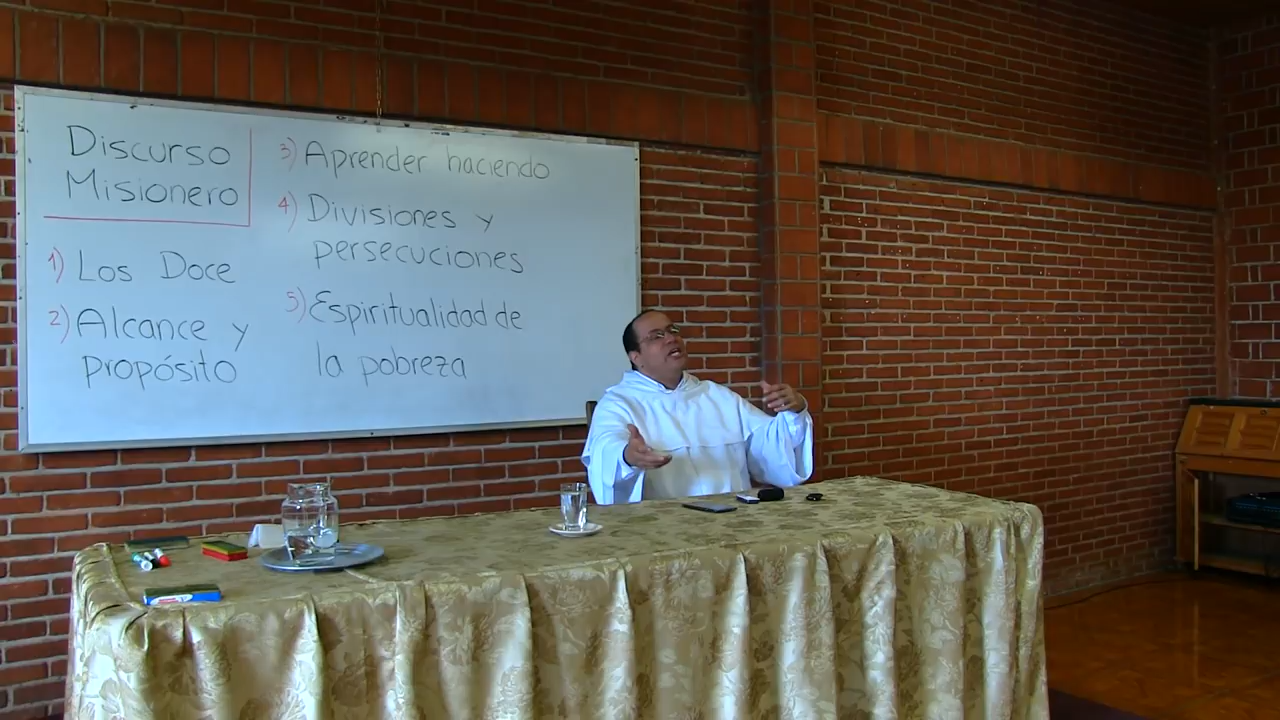 Discurso
Misionero
1) Los Doce
2) Alcance y
propósito
3) Aprender haciendo
4) Divisiones y
persecuciones
5) Espiritualidad de
la pobreza